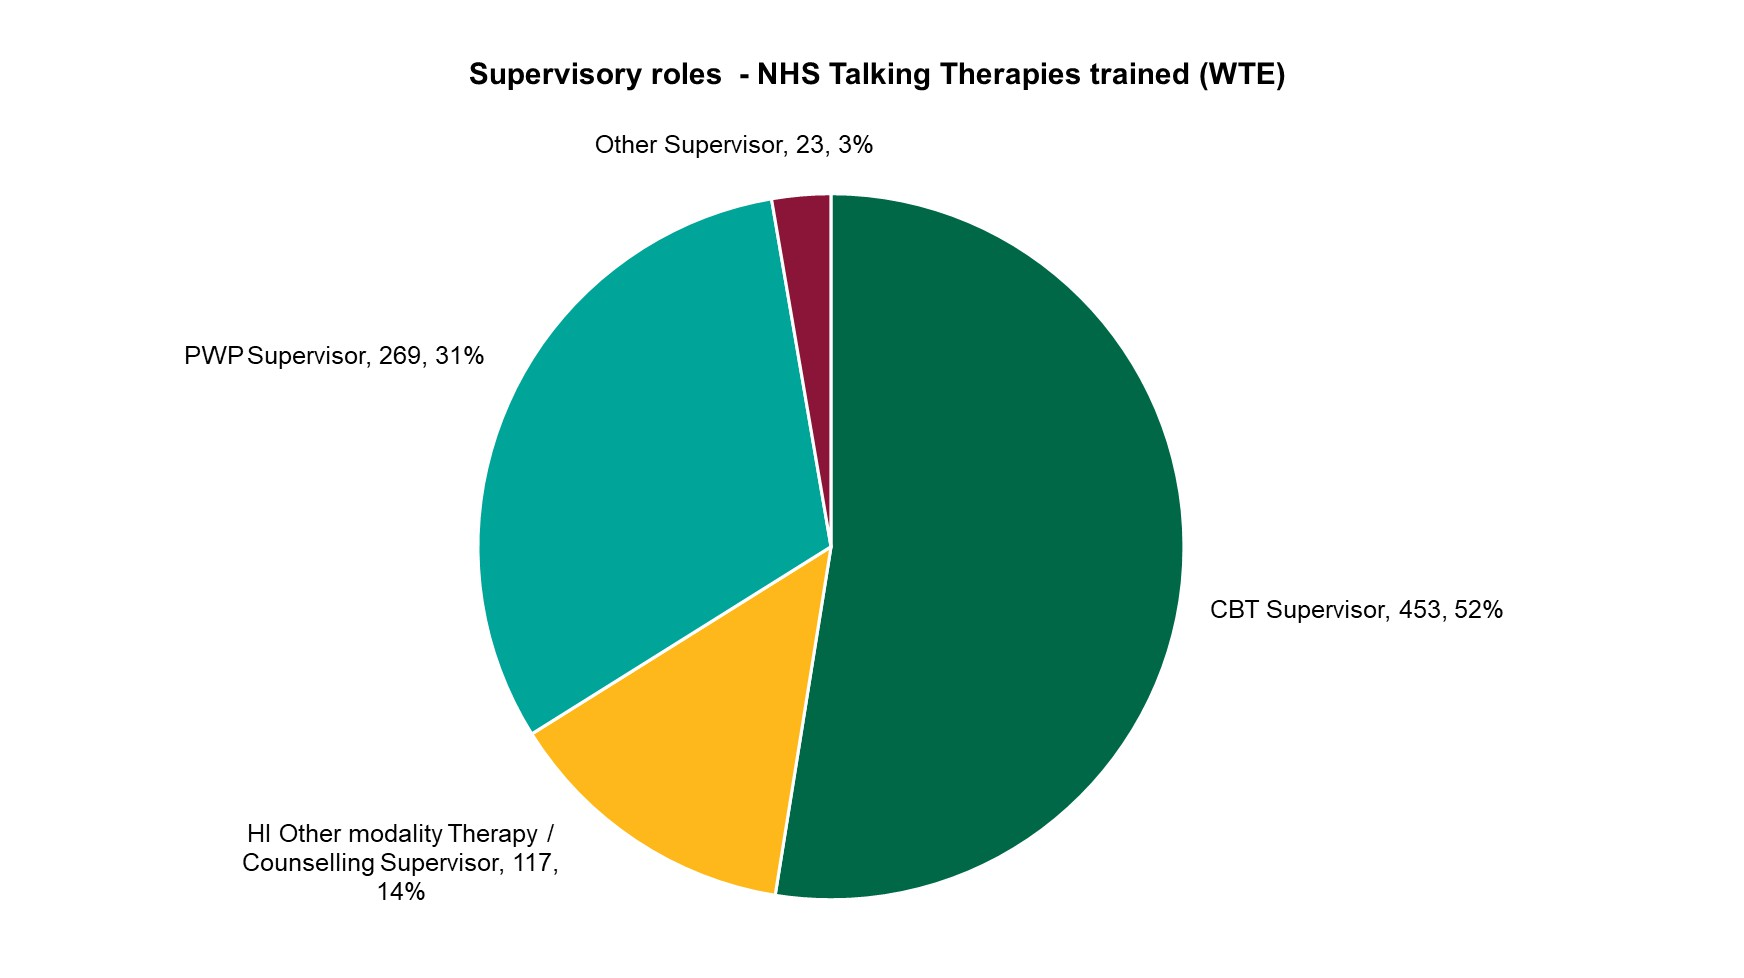 Supervisory roles  - NHS Talking Therapies trained (WTE)
Other Supervisor, 23, 3%
PWP Supervisor, 269, 31%
CBT Supervisor, 453, 52%
HI Other modality Therapy /
Counselling Supervisor, 117,
14%